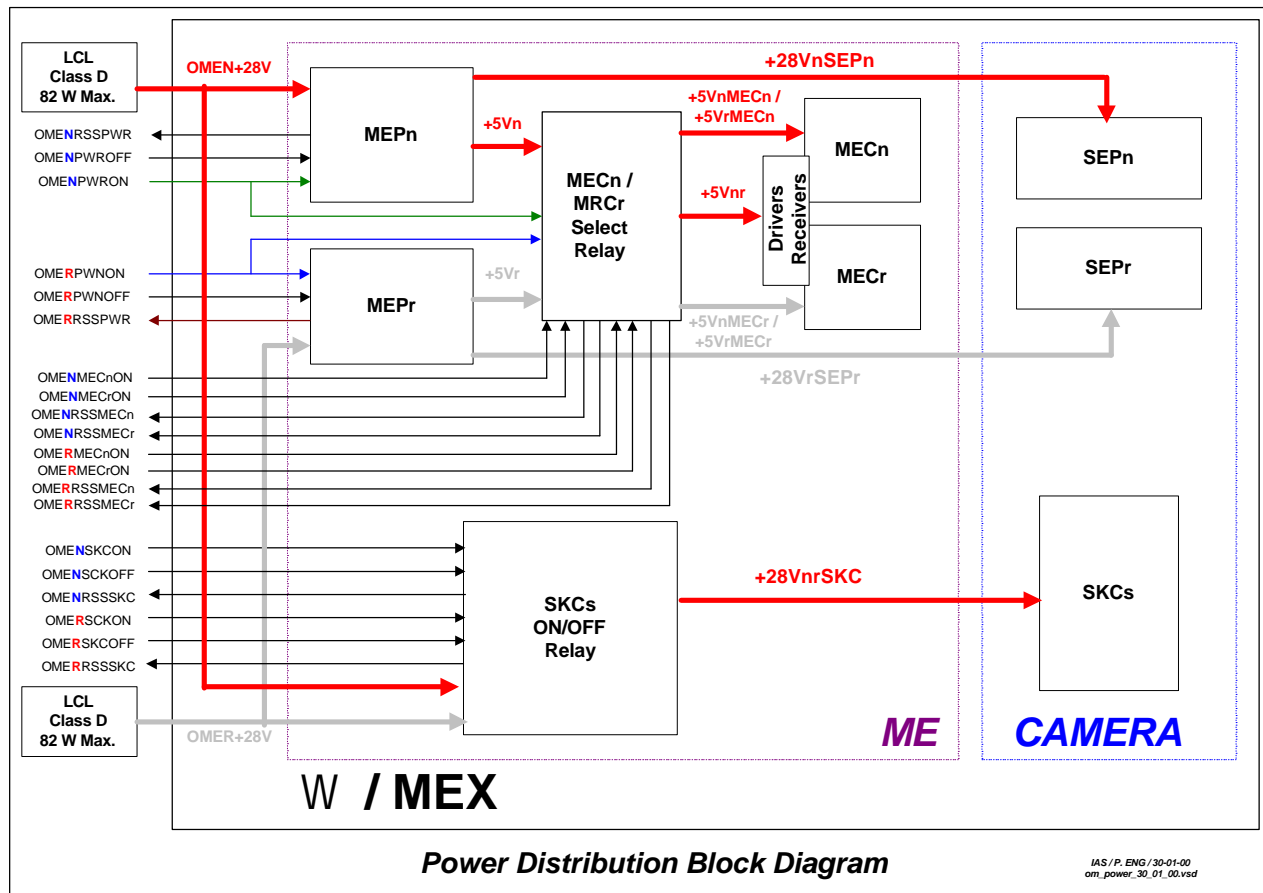 LCL
Class D
82 W Max.
OMEN+28V
OMENRSSPWR
OMENPWROFF
OMENPWRON
OMERPWNON
OMERPWNOFF
OMERRSSPWR
OMENMECnON
OMENMECrON
OMENRSSMECn
OMENRSSMECr
OMERMECnON
OMERMECrON
OMERRSSMECn
OMERRSSMECr
OMENSKCON
OMENSCKOFF
OMENRSSSKC
OMERSCKON
OMERSKCOFF
OMERRSSSKC
LCL
Class D
82 W Max.
OMER+28V
MEPn
+5Vn
MEPr
+5Vr
MECn /
MRCr
Select
Relay
+28VnSEPn
+5VnMECn /
+5VrMECn
+5Vnr
Drivers
Receivers
MECn
MECr
+5VnMECr /
+5VrMECr
+28VrSEPr
SEPn
SEPr
SKCs
ON/OFF
Relay
+28VnrSKC
SKCs
ME
CAMERA
W / MEX
Power Distribution Block Diagram
IAS / P. ENG / 30-01-00
om_power_30_01_00.vsd